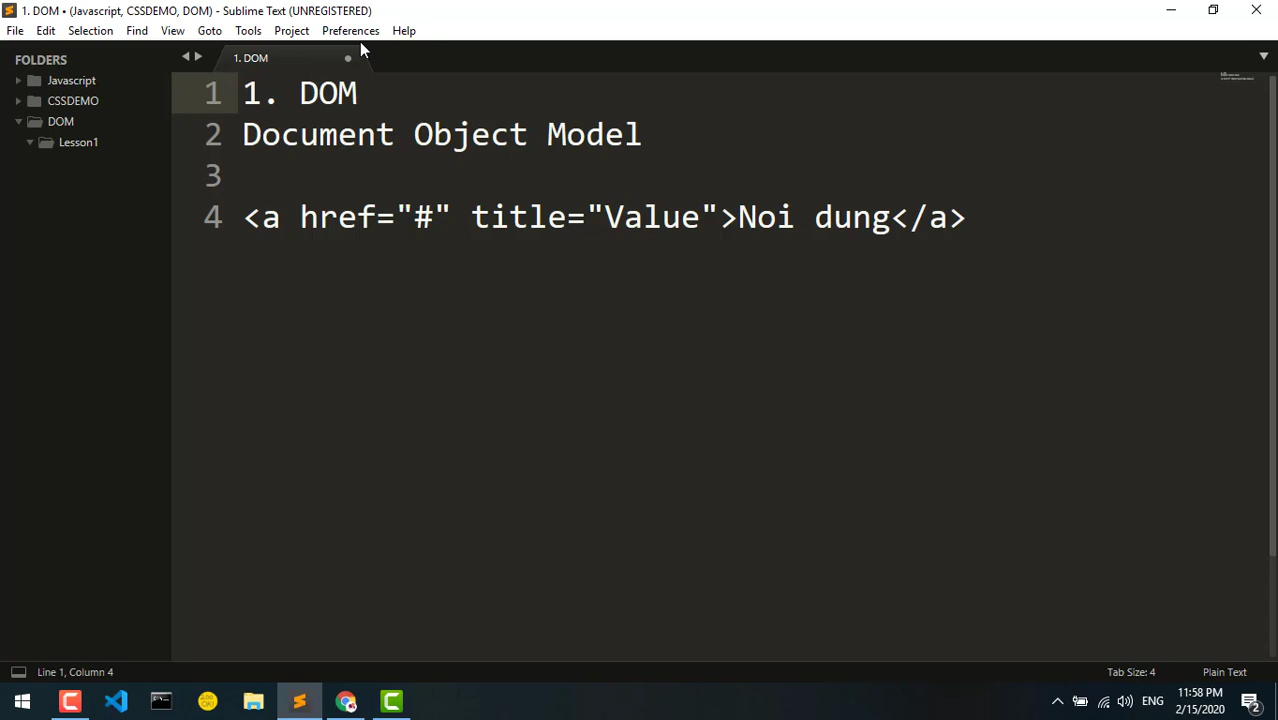 1. DOM • (Javascript, CSSDEMO, DOM) - Sublime Text (UNREGISTERED)
File Edit Selection Find View Goto Tools Project Preferences Help
FOLDERS
Javascript
CSSDEMO
DOM
Lesson1
1. DOM
1 1. DOM
2 Document Object Model
3
4 <a href="#" title="Value">Noi dung</a>
Line 1, Column 4
Tab Size: 4
Plain Text
ENG
11:58 PM
2/15/2020
2